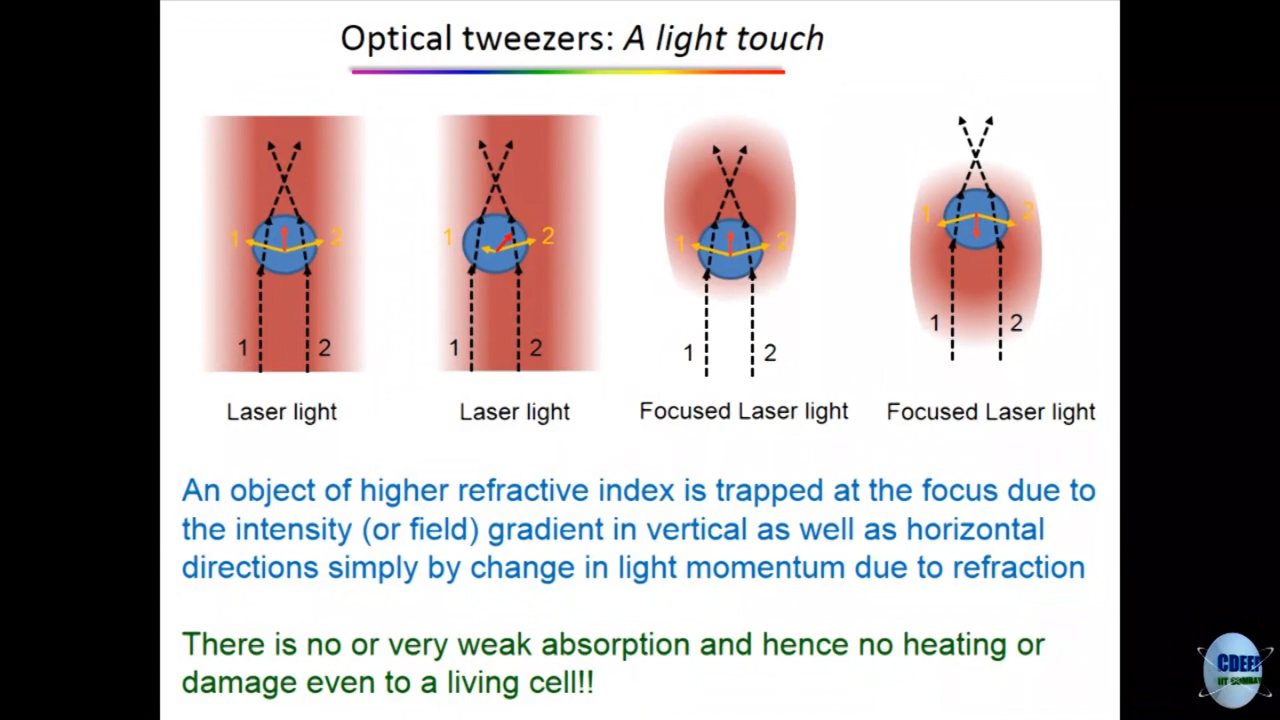 Optical tweezers: A light touch
1 2
1 2
1 2
1 2
1 2
1 2
1 2
1 2
Laser light
Laser light
Focused Laser light
Focused Laser light
An object of higher refractive index is trapped at the focus due to
the intensity (or field) gradient in vertical as well as horizontal
directions simply by change in light momentum due to refraction
There is no or very weak absorption and hence no heating or
damage even to a living cell!!
CDEEP
IIT BOMBAY